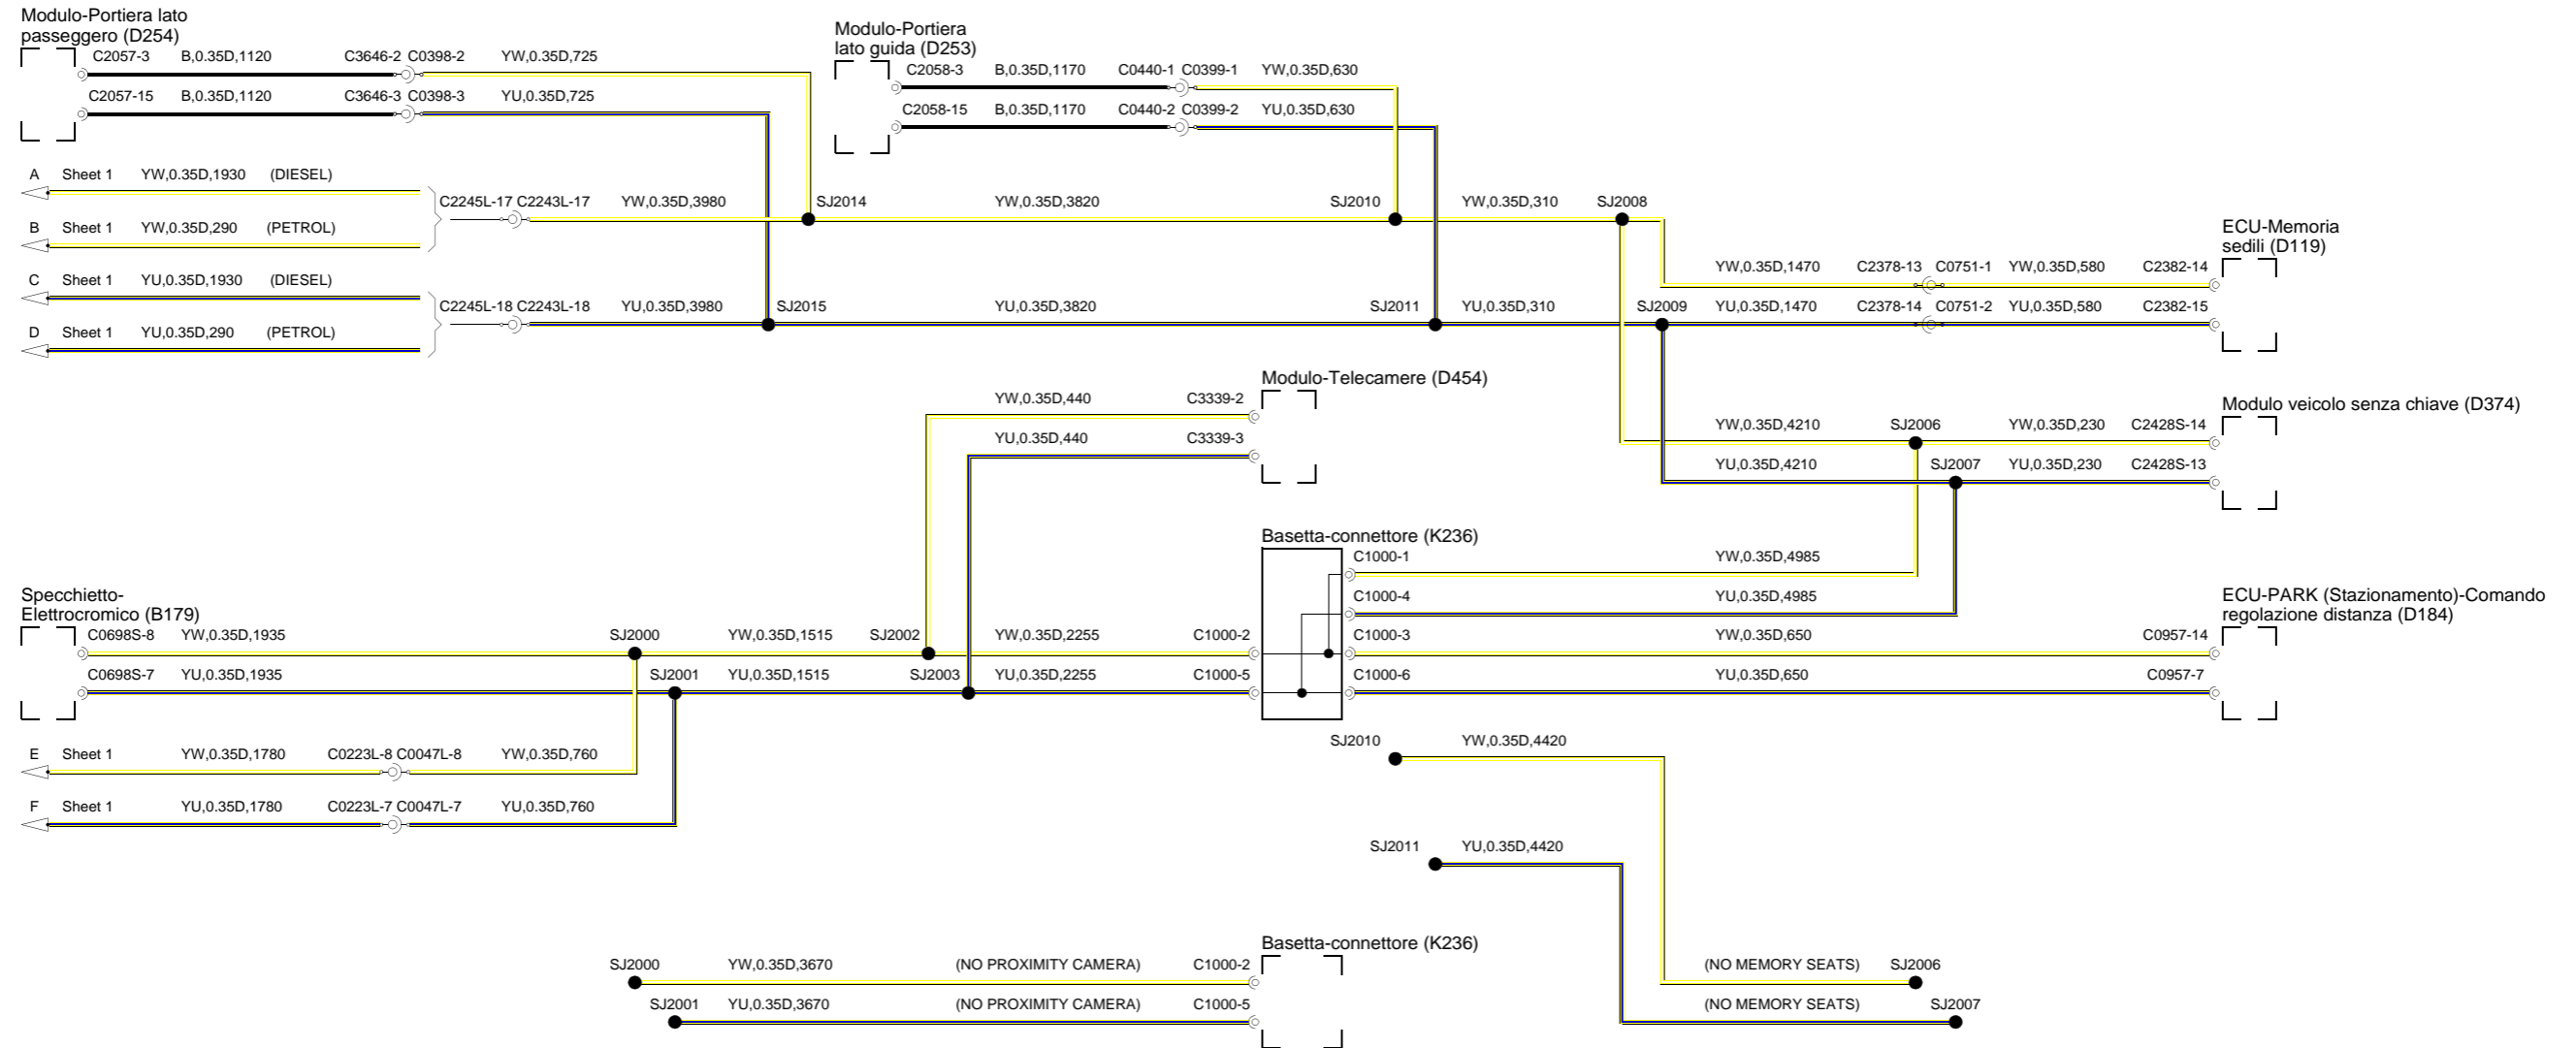 Modulo-Portiera lato
passeggero (D254)
C2057-3 B,0.35D,1120 C3646-2 C0398-2 YW,0.35D,725
C2057-15 B,0.35D,1120 C3646-3 C0398-3 YU,0.35D,725
Modulo-Portiera
lato guida (D253)
C2058-3 B,0.35D,1170 C0440-1 C0399-1 YW,0.35D,630
C2058-15 B,0.35D,1170 C0440-2 C0399-2 YU,0.35D,630
A Sheet 1 YW,0.35D,1930 (DIESEL)
C2245L-17 C2243L-17 YW,0.35D,3980 SJ2014 YW,0.35D,3820 SJ2010 YW,0.35D,310 SJ2008
B Sheet 1 YW,0.35D,290 (PETROL)
ECU-Memoria
sedili (D119)
YW,0.35D,1470 C2378-13 C0751-1 YW,0.35D,580 C2382-14
C Sheet 1 YU,0.35D,1930 (DIESEL)
C2245L-18 C2243L-18 YU,0.35D,3980 SJ2015 YU,0.35D,3820 SJ2011 YU,0.35D,310 SJ2009 YU,0.35D,1470 C2378-14 C0751-2 YU,0.35D,580 C2382-15
D Sheet 1 YU,0.35D,290 (PETROL)
Modulo-Telecamere (D454)
YW,0.35D,440 C3339-2
YU,0.35D,440 C3339-3
Modulo veicolo senza chiave (D374)
YW,0.35D,4210 SJ2006 YW,0.35D,230 C2428S-14
YU,0.35D,4210 SJ2007 YU,0.35D,230 C2428S-13
Basetta-connettore (K236)
C1000-1 YW,0.35D,4985
C1000-4 YU,0.35D,4985
Specchietto-
Elettrocromico (B179)
ECU-PARK (Stazionamento)-Comando
regolazione distanza (D184)
C0698S-8 YW,0.35D,1935 SJ2000 YW,0.35D,1515 SJ2002 YW,0.35D,2255 C1000-2 C1000-3 YW,0.35D,650 C0957-14
C0698S-7 YU,0.35D,1935 SJ2001 YU,0.35D,1515 SJ2003 YU,0.35D,2255 C1000-5 C1000-6 YU,0.35D,650 C0957-7
E Sheet 1 YW,0.35D,1780 C0223L-8 C0047L-8 YW,0.35D,760
F Sheet 1 YU,0.35D,1780 C0223L-7 C0047L-7 YU,0.35D,760
SJ2010 YW,0.35D,4420
SJ2011 YU,0.35D,4420
Basetta-connettore (K236)
SJ2000 YW,0.35D,3670 (NO PROXIMITY CAMERA) C1000-2
SJ2001 YU,0.35D,3670 (NO PROXIMITY CAMERA) C1000-5
(NO MEMORY SEATS) SJ2006
(NO MEMORY SEATS) SJ2007